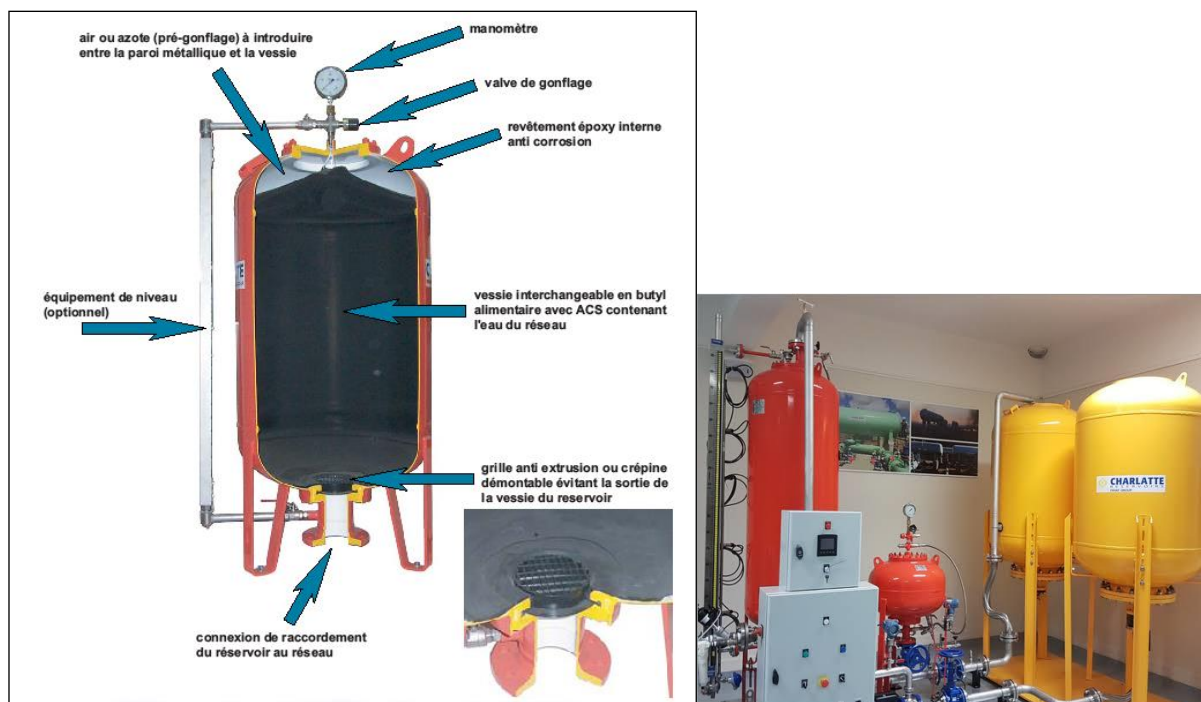 air ou azote (pré-gonflage) à introduire
entre la paroi métallique et la vessie
manomètre
valve de gonflage
revêtement époxy interne
anti corrosion
équipement de niveau
(optionnel)
vessie interchangeable en butyl
alimentaire avec ACS contenant
l'eau du réseau
grille anti extrusion ou crépine
démontable évitant la sortie de
la vessie du reservoir
connexion de raccordement
du réservoir au réseau
CHARLATTE
RESERVOIRS